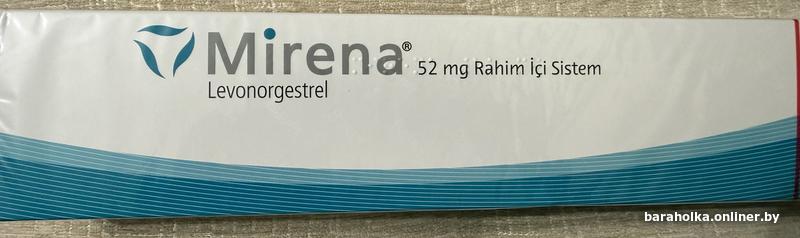 Mirena® 52 mg Rahim İçi Sistem
Levonorgestrel
baraholka.onliner.by